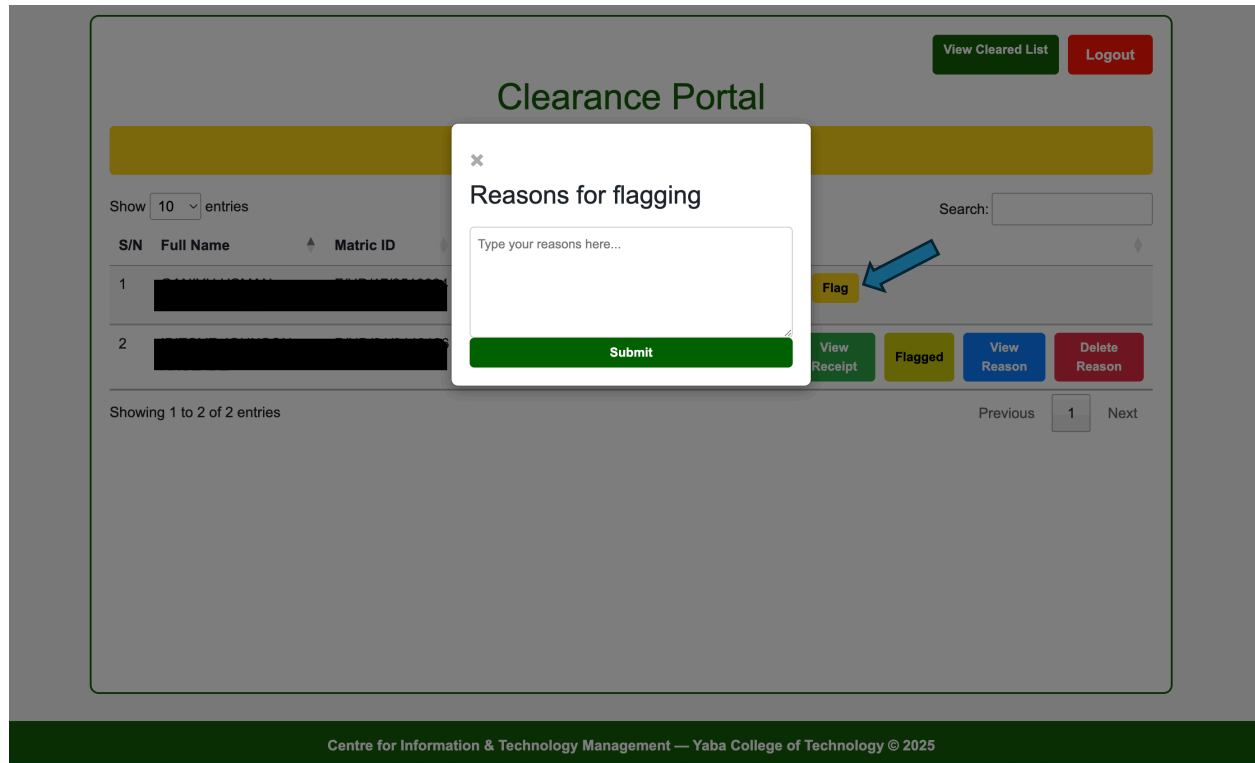 View Cleared List
Logout
Clearance Portal
Show 10 entries
Search:
S/N Full Name Matric ID
Reasons for flagging
Type your reasons here...
Submit
1
Flag
2
View Receipt
Flagged
View Reason
Delete Reason
Showing 1 to 2 of 2 entries
Previous 1 Next
Centre for Information & Technology Management — Yaba College of Technology © 2025